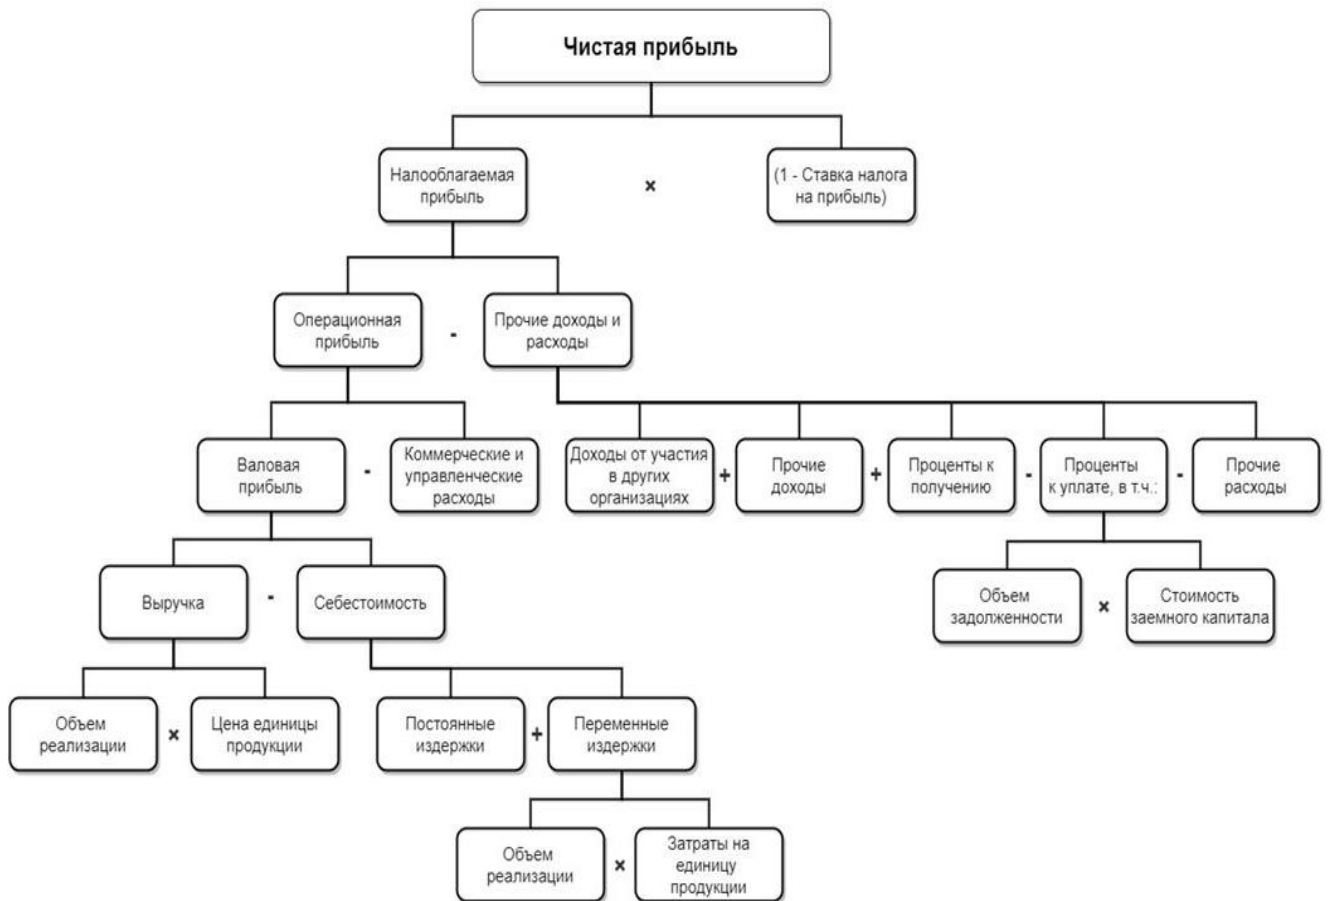 Чистая прибыль
Налооблагаемая
прибыль
×
(1 - Ставка налога
на прибыль)
Операционная
прибыль
-
Прочие доходы и
расходы
Валовая
прибыль
-
Коммерческие и
управленческие
расходы
Доходы от участия
в других
организациях
+
Прочие
доходы
+
Проценты к
получению
-
Проценты
к уплате, в т.ч.:
-
Прочие
расходы
Выручка
-
Себестоимость
Объем
задолженности
×
Стоимость
заемного капитала
Объем
реализации
×
Цена единицы
продукции
Постоянные
издержки
+
Переменные
издержки
Объем
реализации
×
Затраты на
единицу
продукции